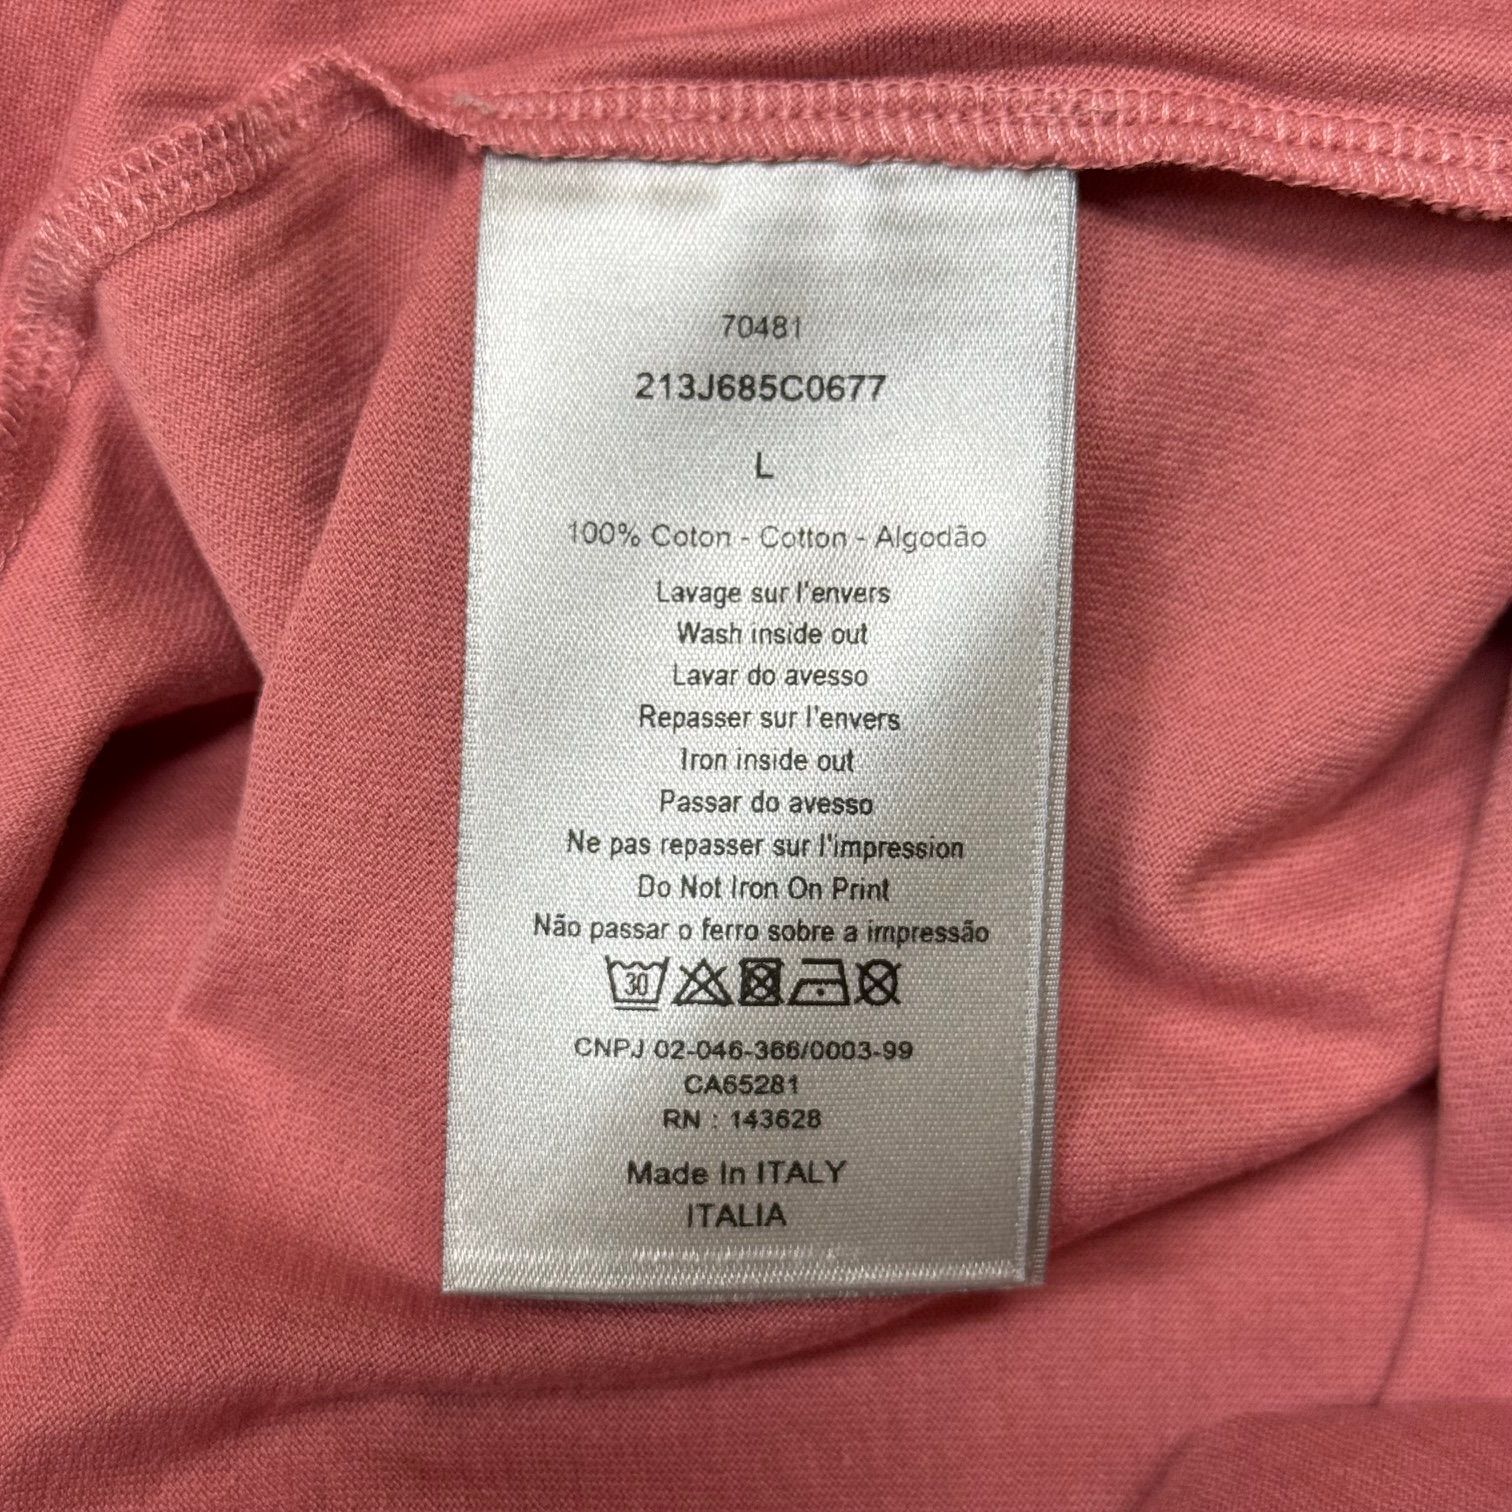 70481
213J685C0677
L
100% Coton - Cotton - Algodão
Lavage sur l'envers
Wash inside out
Lavar do avesso
Repasser sur l'envers
Iron inside out
Passar do avesso
Ne pas repasser sur l'impression
Do Not Iron On Print
Não passar o ferro sobre a impressão
30
CNPJ 02-046-366/0003-99
CA65281
RN : 143628
Made In ITALY
ITALIA